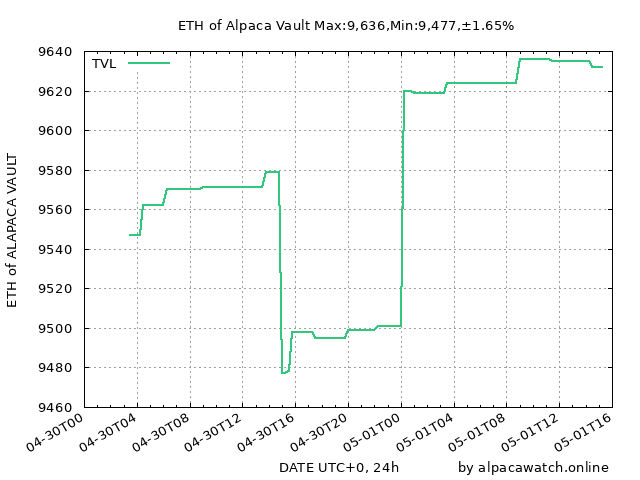 ETH of Alpaca Vault Max:9,636,Min:9,477,±1.65%
TVL
ETH of ALAPACA VAULT
9640
9620
9600
9580
9560
9540
9520
9500
9480
9460
04-30T00 04-30T04 04-30T08 04-30T12 04-30T16 04-30T20 05-01T00 05-01T04 05-01T08 05-01T12 05-01T16
DATE UTC+0, 24h by alpacawatch.online